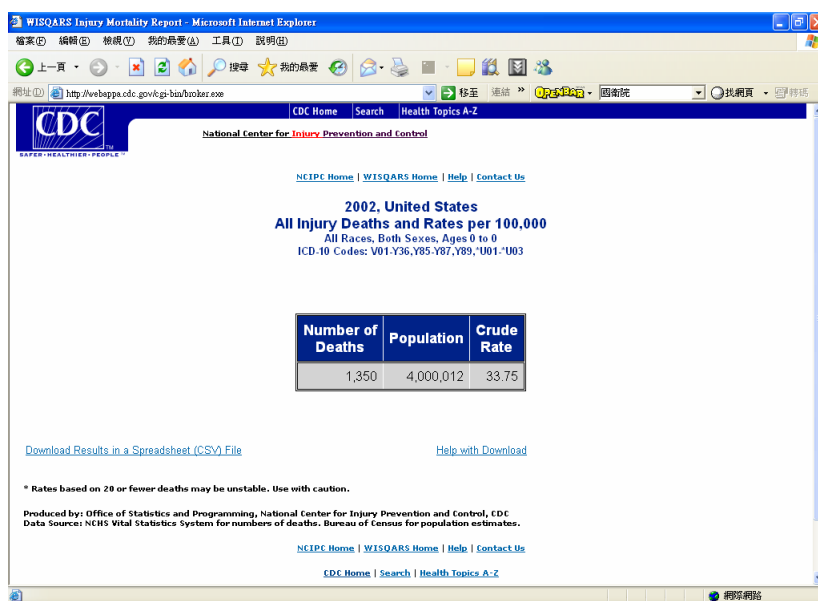 WISQARS Injury Mortality Report - Microsoft Internet Explorer
檔案(F) 編輯(E) 檢視(V) 我的最愛(A) 工具(T) 說明(H)
上一頁 搜尋 我的最愛
網址(D) http://webappa.cdc.gov/cgi-bin/broker.exe 移至 連結 » 國衛院 找網頁
CDC Home Search Health Topics A-Z
CDC TM
SAFER • HEALTHIER • PEOPLE™
National Center for Injury Prevention and Control
NCIPC Home | WISQARS Home | Help | Contact Us
2002, United States
All Injury Deaths and Rates per 100,000
All Races, Both Sexes, Ages 0 to 0
ICD-10 Codes: V01-Y36,Y85-Y87,Y89,*U01-*U03
Number of Deaths Population Crude Rate
1,350 4,000,012 33.75
Download Results in a Spreadsheet (CSV) File Help with Download
* Rates based on 20 or fewer deaths may be unstable. Use with caution.
Produced by: Office of Statistics and Programming, National Center for Injury Prevention and Control, CDC
Data Source: NCHS Vital Statistics System for numbers of deaths. Bureau of Census for population estimates.
NCIPC Home | WISQARS Home | Help | Contact Us
CDC Home | Search | Health Topics A-Z
網際網路